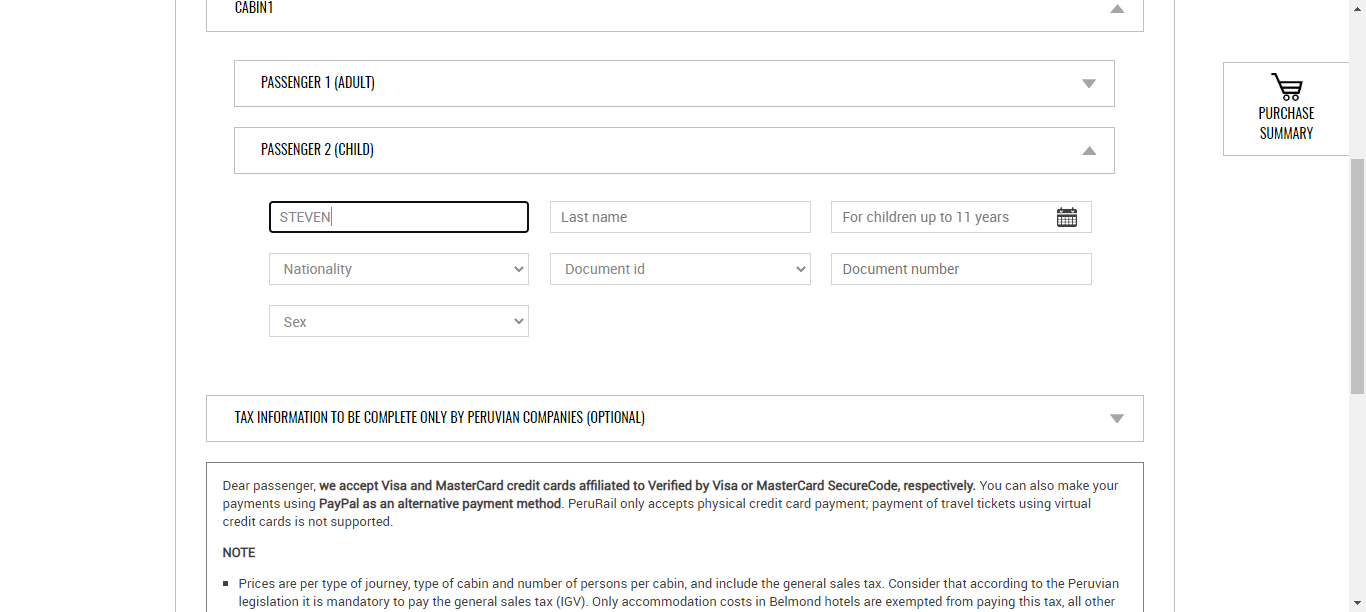 CABIN1
PASSENGER 1 (ADULT)
PURCHASE
SUMMARY
PASSENGER 2 (CHILD)
STEVEN
Last name
For children up to 11 years
Nationality
Document id
Document number
Sex
TAX INFORMATION TO BE COMPLETE ONLY BY PERUVIAN COMPANIES (OPTIONAL)
Dear passenger, we accept Visa and MasterCard credit cards affiliated to Verified by Visa or MasterCard SecureCode, respectively. You can also make your
payments using PayPal as an alternative payment method. PeruRail only accepts physical credit card payment; payment of travel tickets using virtual
credit cards is not supported.
NOTE
Prices are per type of journey, type of cabin and number of persons per cabin, and include the general sales tax. Consider that according to the Peruvian
legislation it is mandatory to pay the general sales tax (IGV). Only accommodation costs in Belmond hotels are exempted from paying this tax, all other